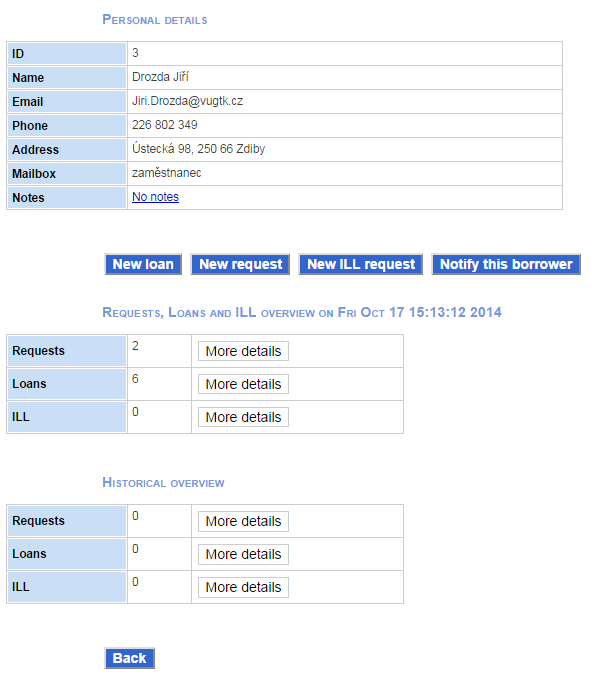 Personal details
ID 3
Name Drozda Jiří
Email Jiri.Drozda@vugtk.cz
Phone 226 802 349
Address Ústecká 98, 250 66 Zdiby
Mailbox zaměstnanec
Notes No notes
New loan New request New ILL request Notify this borrower
Requests, Loans and ILL overview on Fri Oct 17 15:13:12 2014
Requests 2 More details
Loans 6 More details
ILL 0 More details
Historical overview
Requests 0 More details
Loans 0 More details
ILL 0 More details
Back